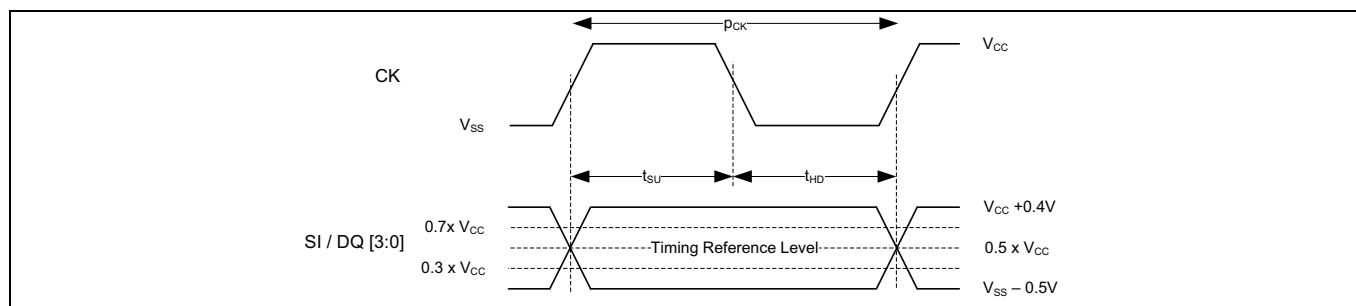 pCK
VCC
CK
VSS
tSU
tHD
VCC +0.4V
0.7x VCC
SI / DQ [3:0]
Timing Reference Level
0.5 x VCC
0.3 x VCC
VSS – 0.5V